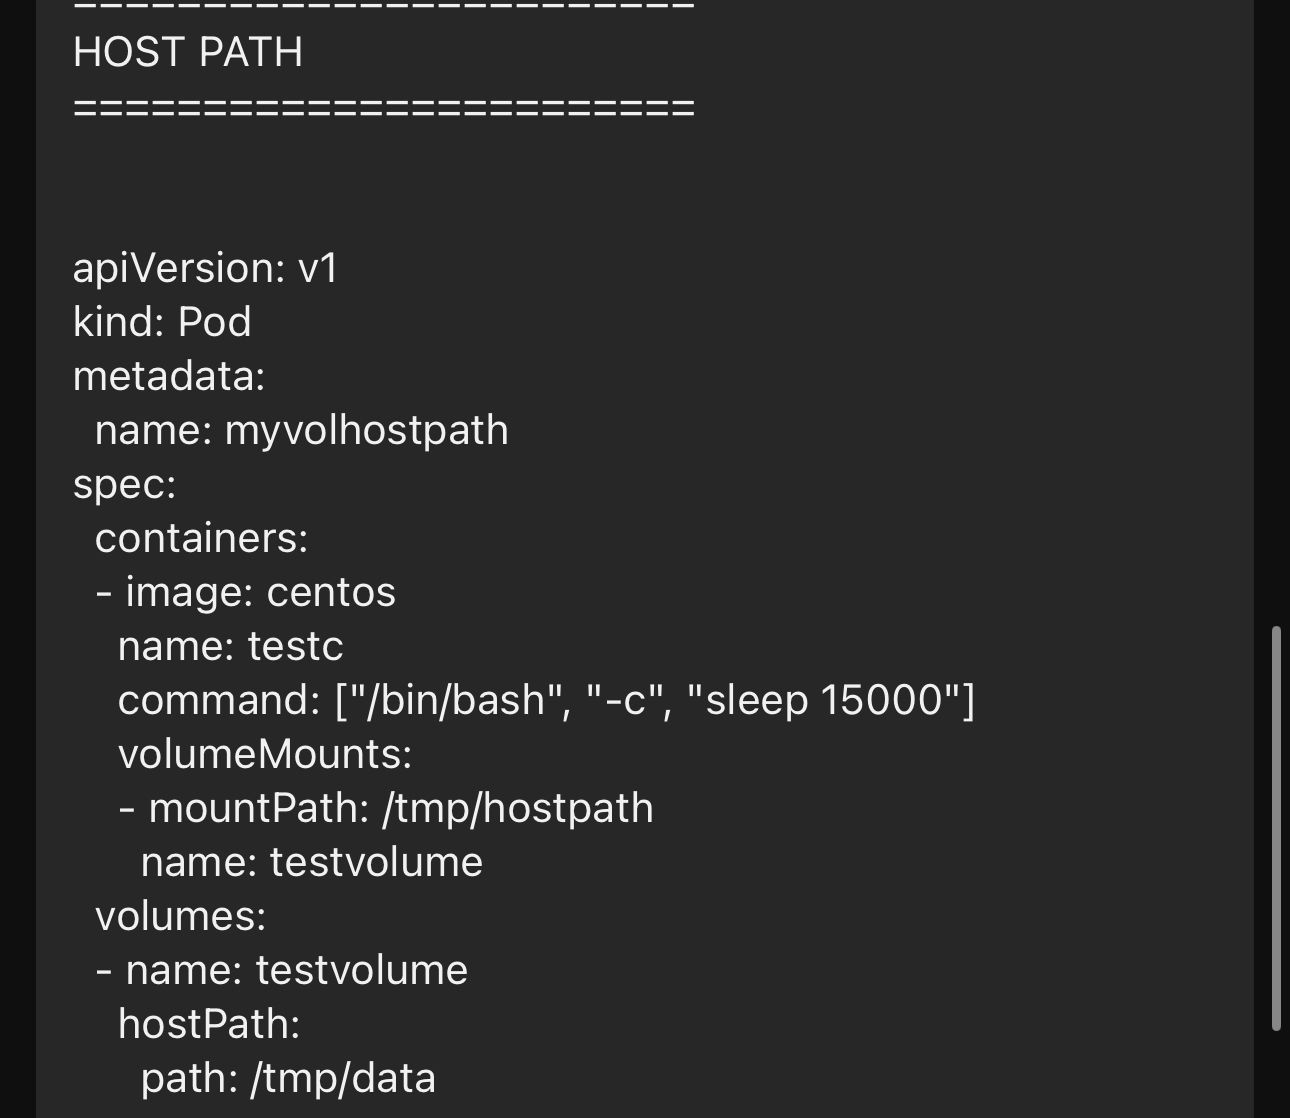 ========================
HOST PATH
========================
apiVersion: v1
kind: Pod
metadata:
  name: myvolhostpath
spec:
  containers:
  - image: centos
    name: testc
    command: ["/bin/bash", "-c", "sleep 15000"]
    volumeMounts:
    - mountPath: /tmp/hostpath
      name: testvolume
  volumes:
  - name: testvolume
    hostPath:
      path: /tmp/data